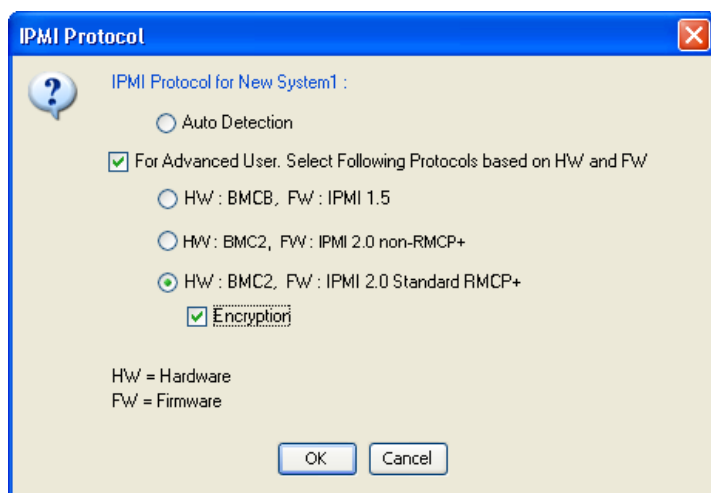 IPMI Protocol
IPMI Protocol for New System1 :
Auto Detection
For Advanced User. Select Following Protocols based on HW and FW
HW : BMCB, FW : IPMI 1.5
HW : BMC2, FW : IPMI 2.0 non-RMCP+
HW : BMC2, FW : IPMI 2.0 Standard RMCP+
Encryption
HW = Hardware
FW = Firmware
OK Cancel